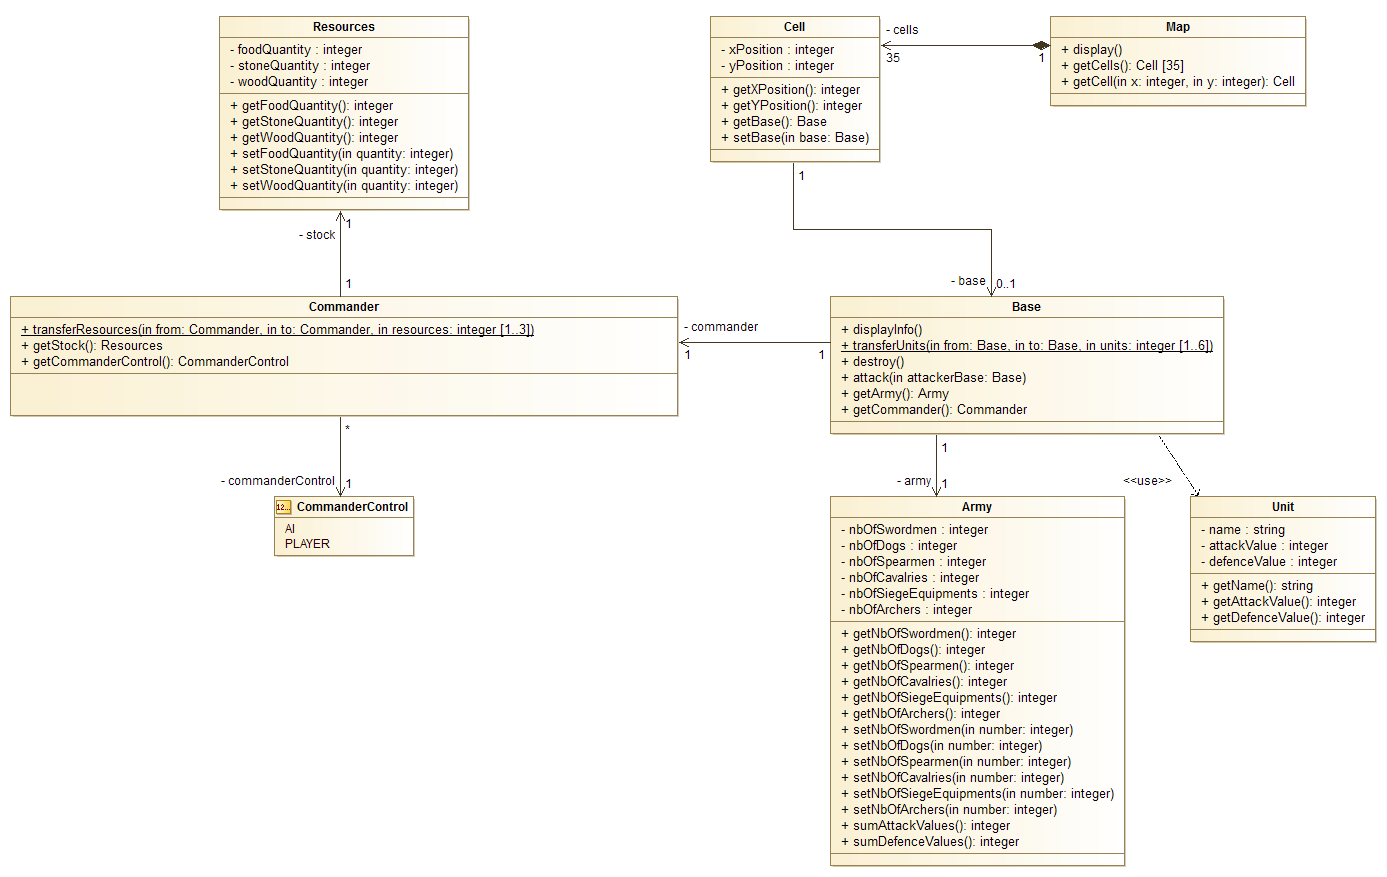 Resources
- foodQuantity : integer
- stoneQuantity : integer
- woodQuantity : integer
+ getFoodQuantity(): integer
+ getStoneQuantity(): integer
+ getWoodQuantity(): integer
+ setFoodQuantity(in quantity: integer)
+ setStoneQuantity(in quantity: integer)
+ setWoodQuantity(in quantity: integer)
Cell
- xPosition : integer
- yPosition : integer
+ getXPosition(): integer
+ getYPosition(): integer
+ getBase(): Base
+ setBase(in base: Base)
- cells
35
1
Map
+ display()
+ getCells(): Cell [35]
+ getCell(in x: integer, in y: integer): Cell
1
- stock
1
1
- base
0..1
Commander
+ transferResources(in from: Commander, in to: Commander, in resources: integer [1..3])
+ getStock(): Resources
+ getCommanderControl(): CommanderControl
- commander
1
1
Base
+ displayInfo()
+ transferUnits(in from: Base, in to: Base, in units: integer [1..6])
+ destroy()
+ attack(in attackerBase: Base)
+ getArmy(): Army
+ getCommander(): Commander
*
- commanderControl
1
1
- army
1
<<use>>
12...
CommanderControl
AI
PLAYER
Army
- nbOfSwordmen : integer
- nbOfDogs : integer
- nbOfSpearmen : integer
- nbOfCavalries : integer
- nbOfSiegeEquipments : integer
- nbOfArchers : integer
+ getNbOfSwordmen(): integer
+ getNbOfDogs(): integer
+ getNbOfSpearmen(): integer
+ getNbOfCavalries(): integer
+ getNbOfSiegeEquipments(): integer
+ getNbOfArchers(): integer
+ setNbOfSwordmen(in number: integer)
+ setNbOfDogs(in number: integer)
+ setNbOfSpearmen(in number: integer)
+ setNbOfCavalries(in number: integer)
+ setNbOfSiegeEquipments(in number: integer)
+ setNbOfArchers(in number: integer)
+ sumAttackValues(): integer
+ sumDefenceValues(): integer
Unit
- name : string
- attackValue : integer
- defenceValue : integer
+ getName(): string
+ getAttackValue(): integer
+ getDefenceValue(): integer